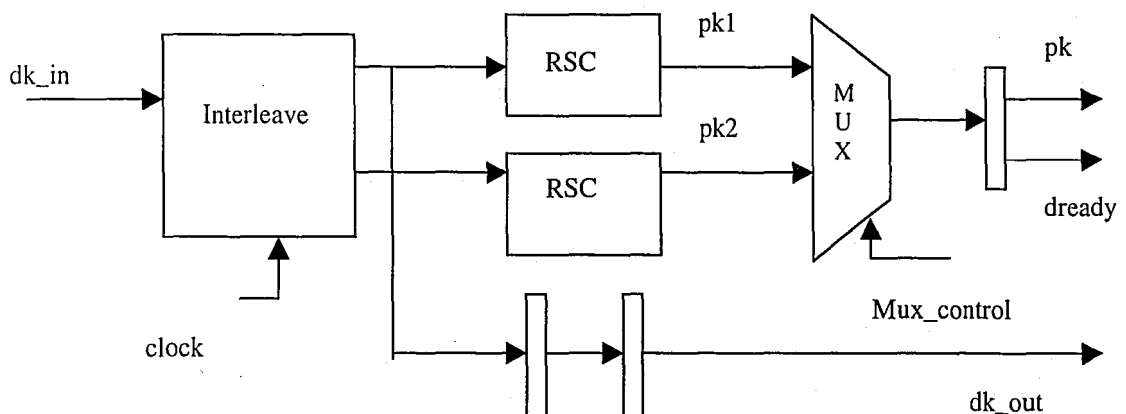 pk1
RSC
dk_in
pk
M
U
X
Interleave
pk2
RSC
dready
Mux_control
clock
dk_out